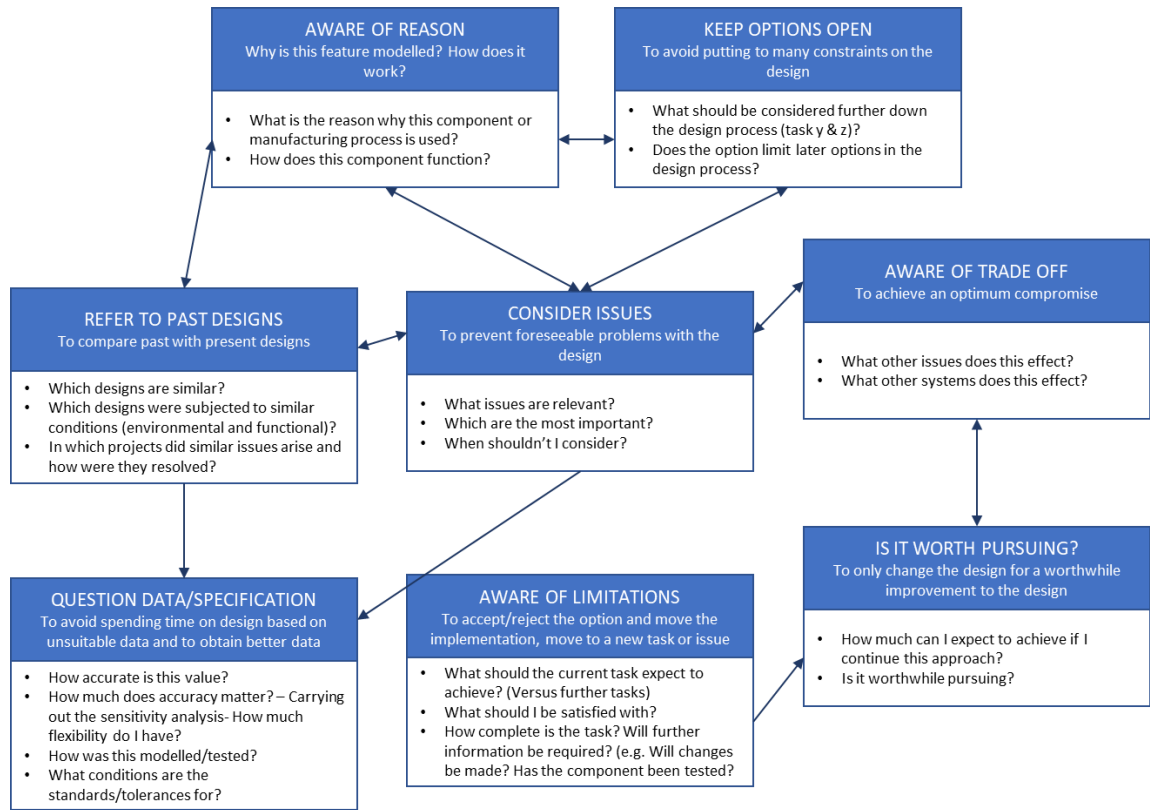 AWARE OF REASON
Why is this feature modelled? How does it
work?
• What is the reason why this component or
manufacturing process is used?
• How does this component function?
KEEP OPTIONS OPEN
To avoid putting to many constraints on the
design
• What should be considered further down
the design process (task y & z)?
• Does the option limit later options in the
design process?
REFER TO PAST DESIGNS
To compare past with present designs
• Which designs are similar?
• Which designs were subjected to similar
conditions (environmental and functional)?
• In which projects did similar issues arise and
how were they resolved?
CONSIDER ISSUES
To prevent foreseeable problems with the
design
• What issues are relevant?
• Which are the most important?
• When shouldn't I consider?
AWARE OF TRADE OFF
To achieve an optimum compromise
• What other issues does this effect?
• What other systems does this effect?
QUESTION DATA/SPECIFICATION
To avoid spending time on design based on
unsuitable data and to obtain better data
• How accurate is this value?
• How much does accuracy matter? – Carrying
out the sensitivity analysis- How much
flexibility do I have?
• How was this modelled/tested?
• What conditions are the
standards/tolerances for?
AWARE OF LIMITATIONS
To accept/reject the option and move the
implementation, move to a new task or issue
• What should the current task expect to
achieve? (Versus further tasks)
• What should I be satisfied with?
• How complete is the task? Will further
information be required? (e.g. Will changes
be made? Has the component been tested?
IS IT WORTH PURSUING?
To only change the design for a worthwhile
improvement to the design
• How much can I expect to achieve if I
continue this approach?
• Is it worthwhile pursuing?